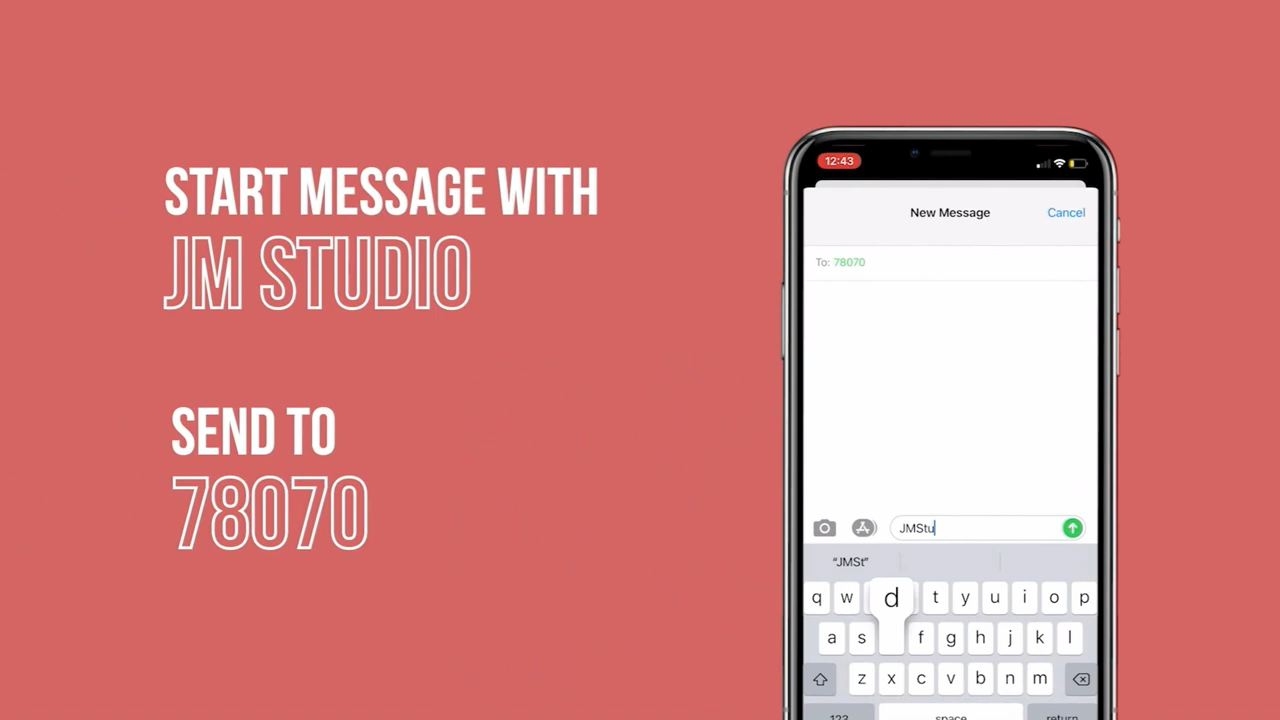 START MESSAGE WITH
JM STUDIO
SEND TO
78070
12:43
New Message
Cancel
To: 78070
JMStu
“JMSt”
q w d t y u i o p
a s f g h j k l
z x c v b n m
123 space return